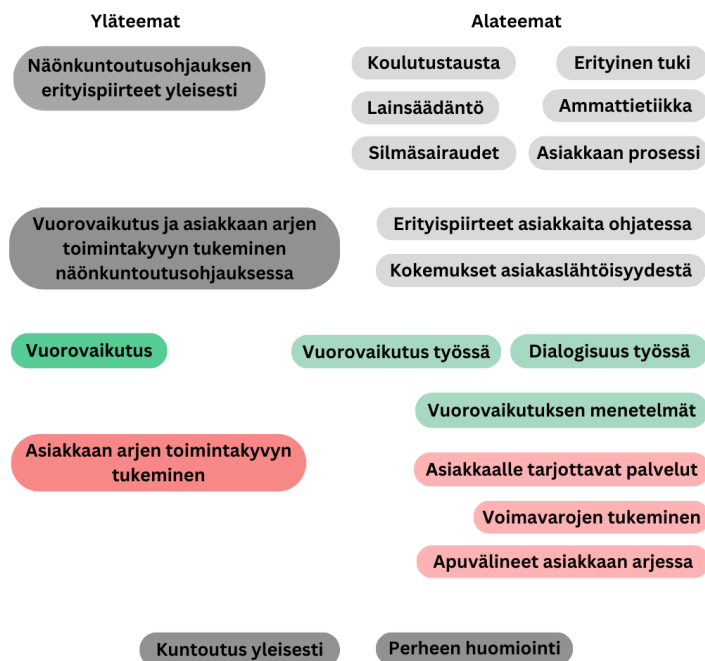 Yläteemat
Alateemat
Näönkuntoutusohjauksen
erityispiirteet yleisesti
Koulutustausta
Erityinen tuki
Lainsäädäntö
Ammattietiikka
Silmäsairaudet
Asiakkaan prosessi
Vuorovaikutus ja asiakkaan arjen
toimintakyvyn tukeminen
näönkuntoutusohjauksessa
Erityispiirteet asiakkaita ohjatessa
Kokemukset asiakaslähtöisyydestä
Vuorovaikutus
Vuorovaikutus työssä
Dialogisuus työssä
Vuorovaikutuksen menetelmät
Asiakkaan arjen toimintakyvyn
tukeminen
Asiakkaalle tarjottavat palvelut
Voimavarojen tukeminen
Apuvälineet asiakkaan arjessa
Kuntoutus yleisesti
Perheen huomiointi